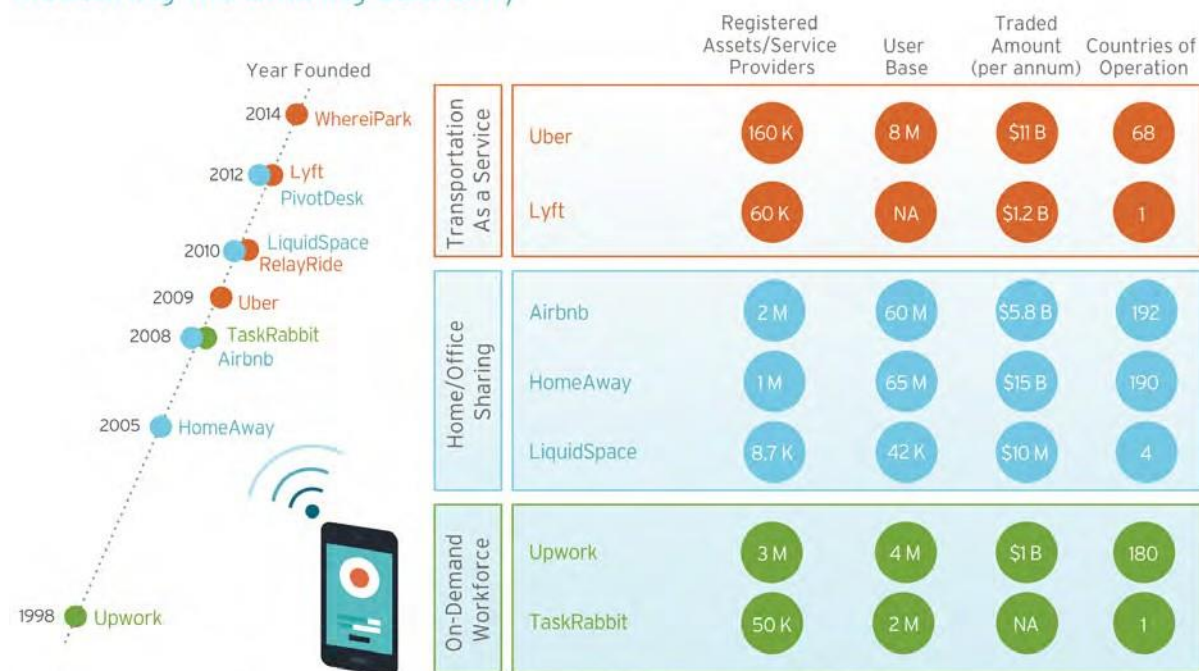 Year Founded
2014 WhereiPark
2012 Lyft
PivotDesk
2010 LiquidSpace
RelayRide
2009 Uber
2008 TaskRabbit
Airbnb
2005 HomeAway
1998 Upwork
Registered
Assets/Service
Providers
User
Base
Traded
Amount
(per annum)
Countries of
Operation
Transportation
As a Service
Uber 160 K 8 M $11 B 68
Lyft 60 K NA $1.2 B 1
Home/Office
Sharing
Airbnb 2 M 60 M $5.8 B 192
HomeAway 1 M 65 M $15 B 190
LiquidSpace 8.7 K 42 K $10 M 4
On-Demand
Workforce
Upwork 3 M 4 M $1 B 180
TaskRabbit 50 K 2 M NA 1